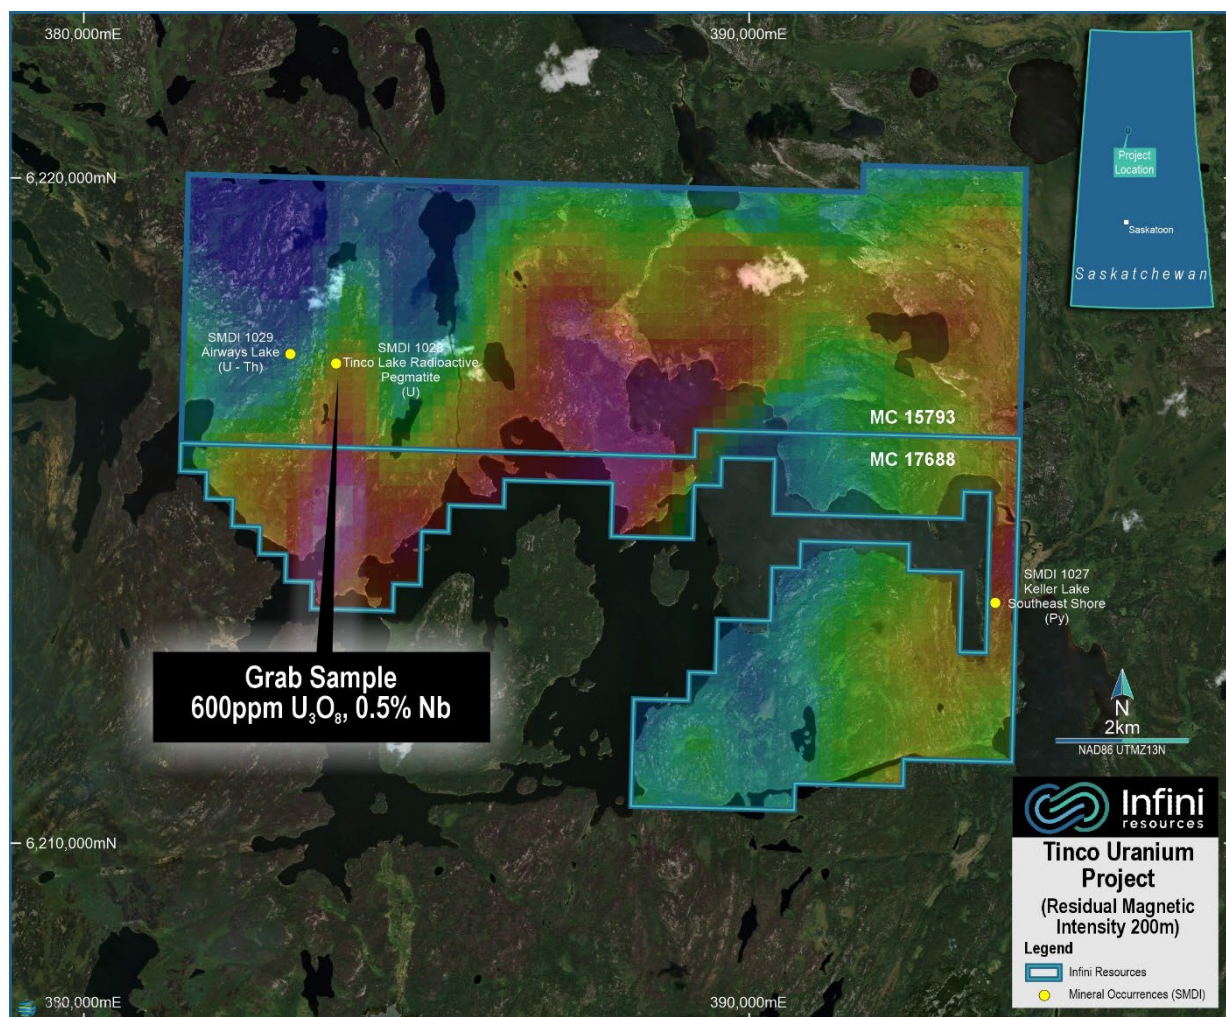 380,000mE
390,000mE
6,220,000mN
Project
Location
Saskatoon
Saskatchewan
SMDI 1029
Airways Lake
(U - Th)
SMDI 1028
Tinco Lake Radioactive
Pegmatite
(U)
MC 15793
MC 17688
SMDI 1027
Keller Lake
Southeast Shore
(Py)
Grab Sample
600ppm U₃O₈, 0.5% Nb
N
2km
NAD86 UTMZ13N
6,210,000mN
Infini
resources
Tinco Uranium
Project
(Residual Magnetic
Intensity 200m)
Legend
Infini Resources
Mineral Occurrences (SMDI)
380,000mE
390,000mE